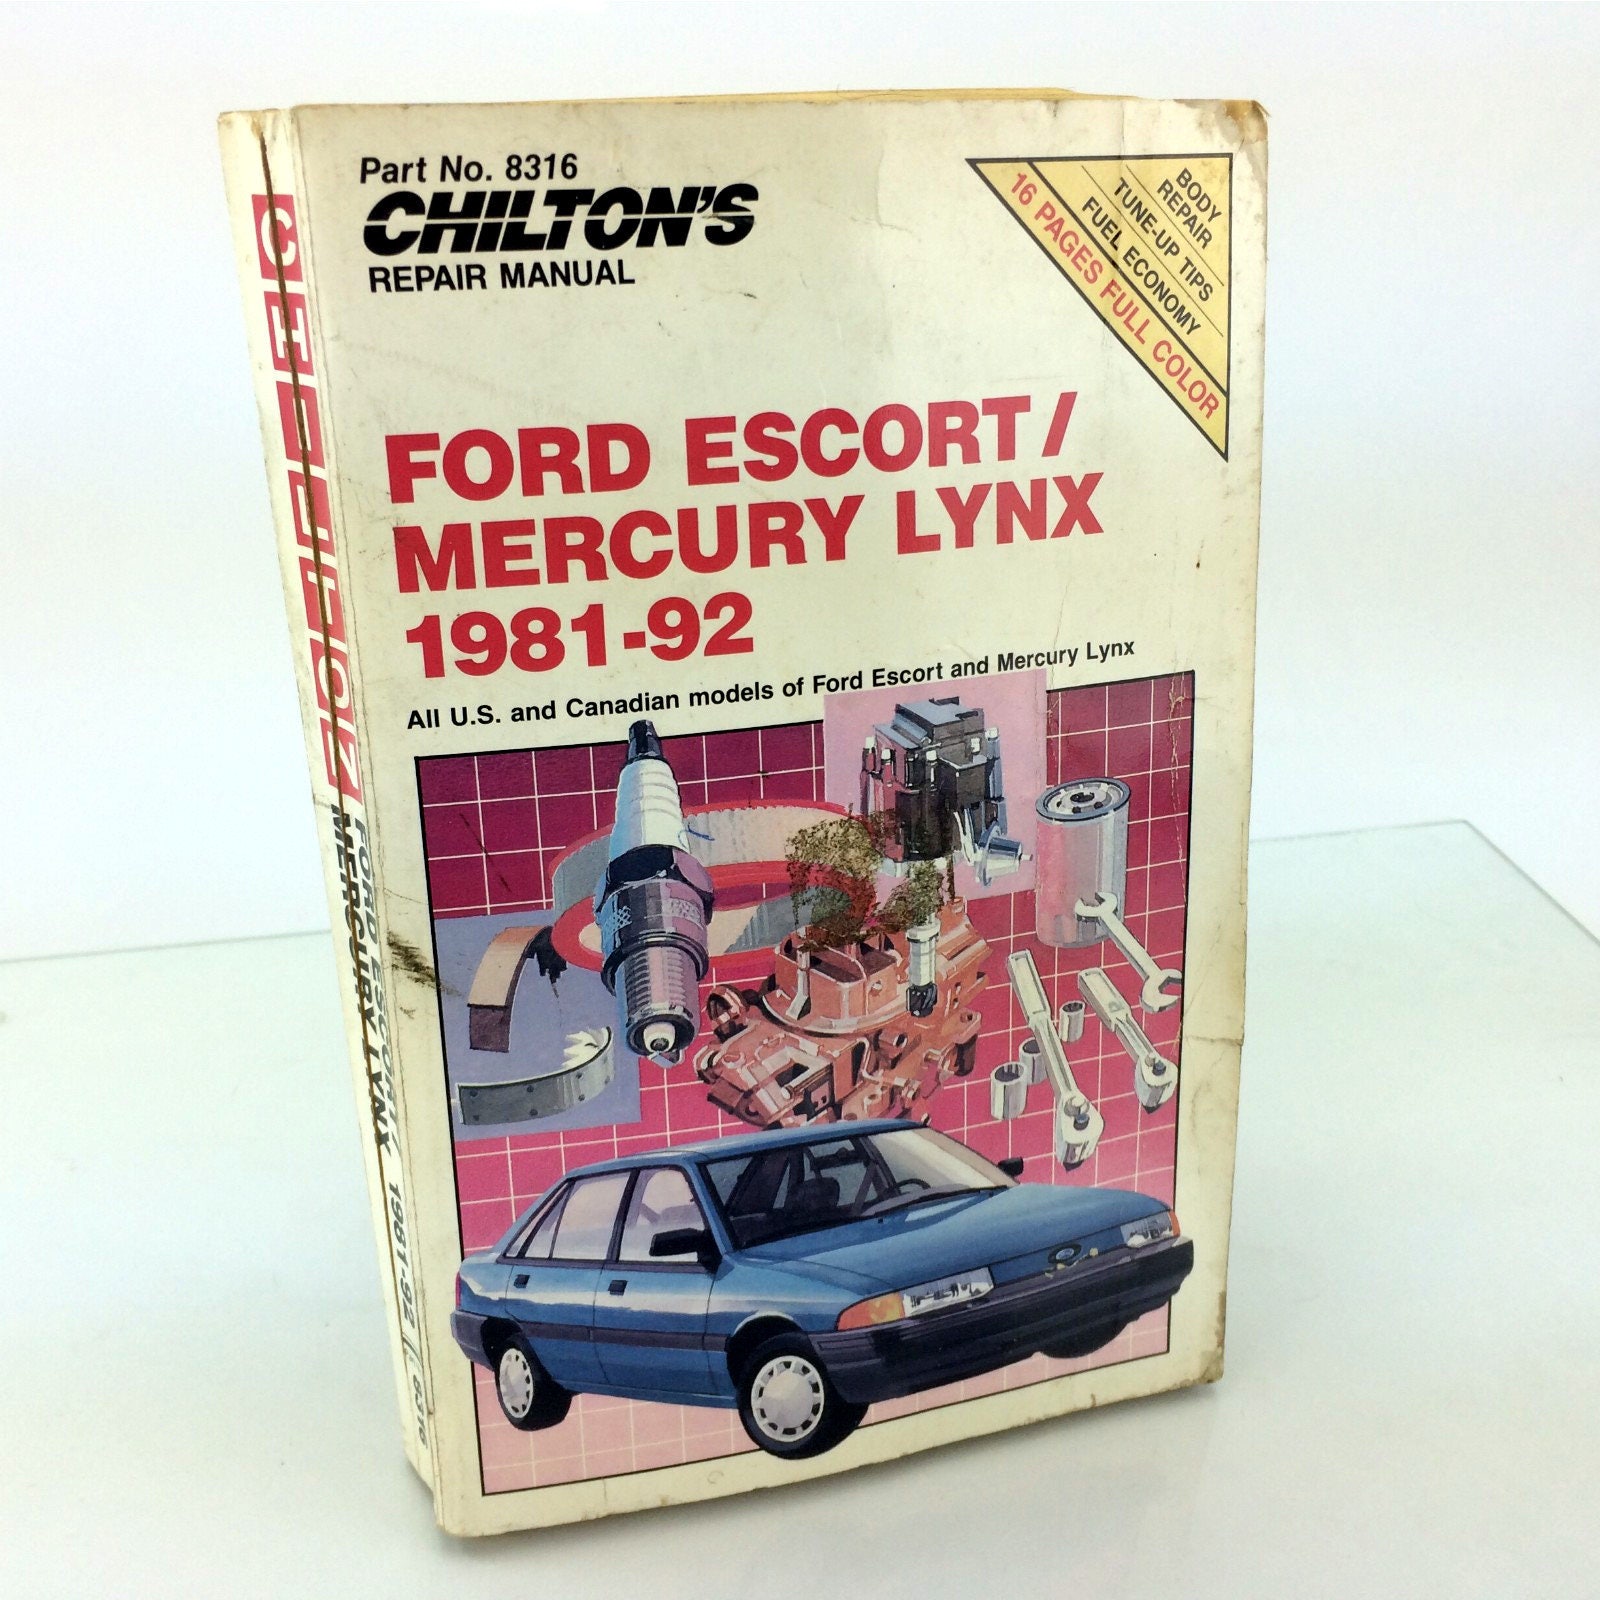 Part No. 8316
CHILTON'S
REPAIR MANUAL
BODY
REPAIR
TUNE-UP TIPS
FUEL ECONOMY
16 PAGES FULL COLOR
FORD ESCORT/
MERCURY LYNX
1981-92
All U.S. and Canadian models of Ford Escort and Mercury Lynx
CHILTON
FORD ESCORT/ 1981-92
MERCURY LYNX
8316